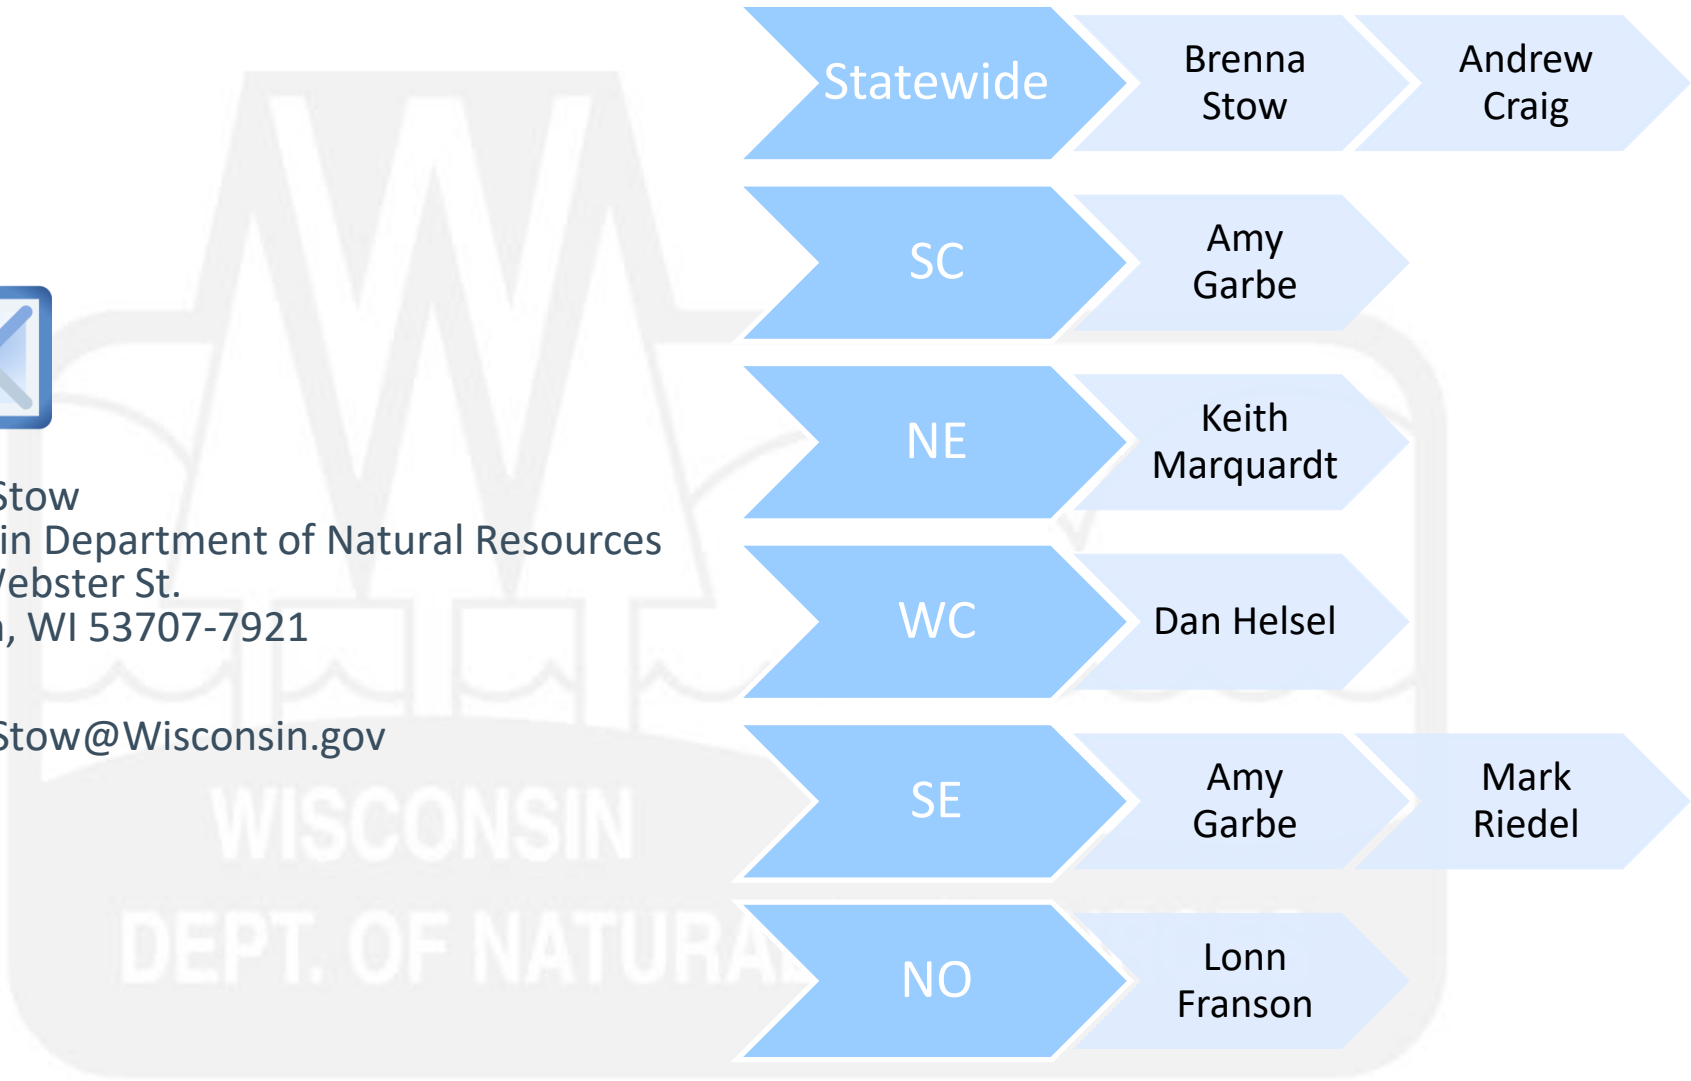 Stow
in Department of Natural Resources
Webster St.
, WI 53707-7921
Stow@Wisconsin.gov
Statewide
Brenna
Stow
Andrew
Craig
SC
Amy
Garbe
NE
Keith
Marquardt
WC
Dan Helsel
SE
Amy
Garbe
Mark
Riedel
NO
Lonn
Franson
WISCONSIN
DEPT. OF NATURAL